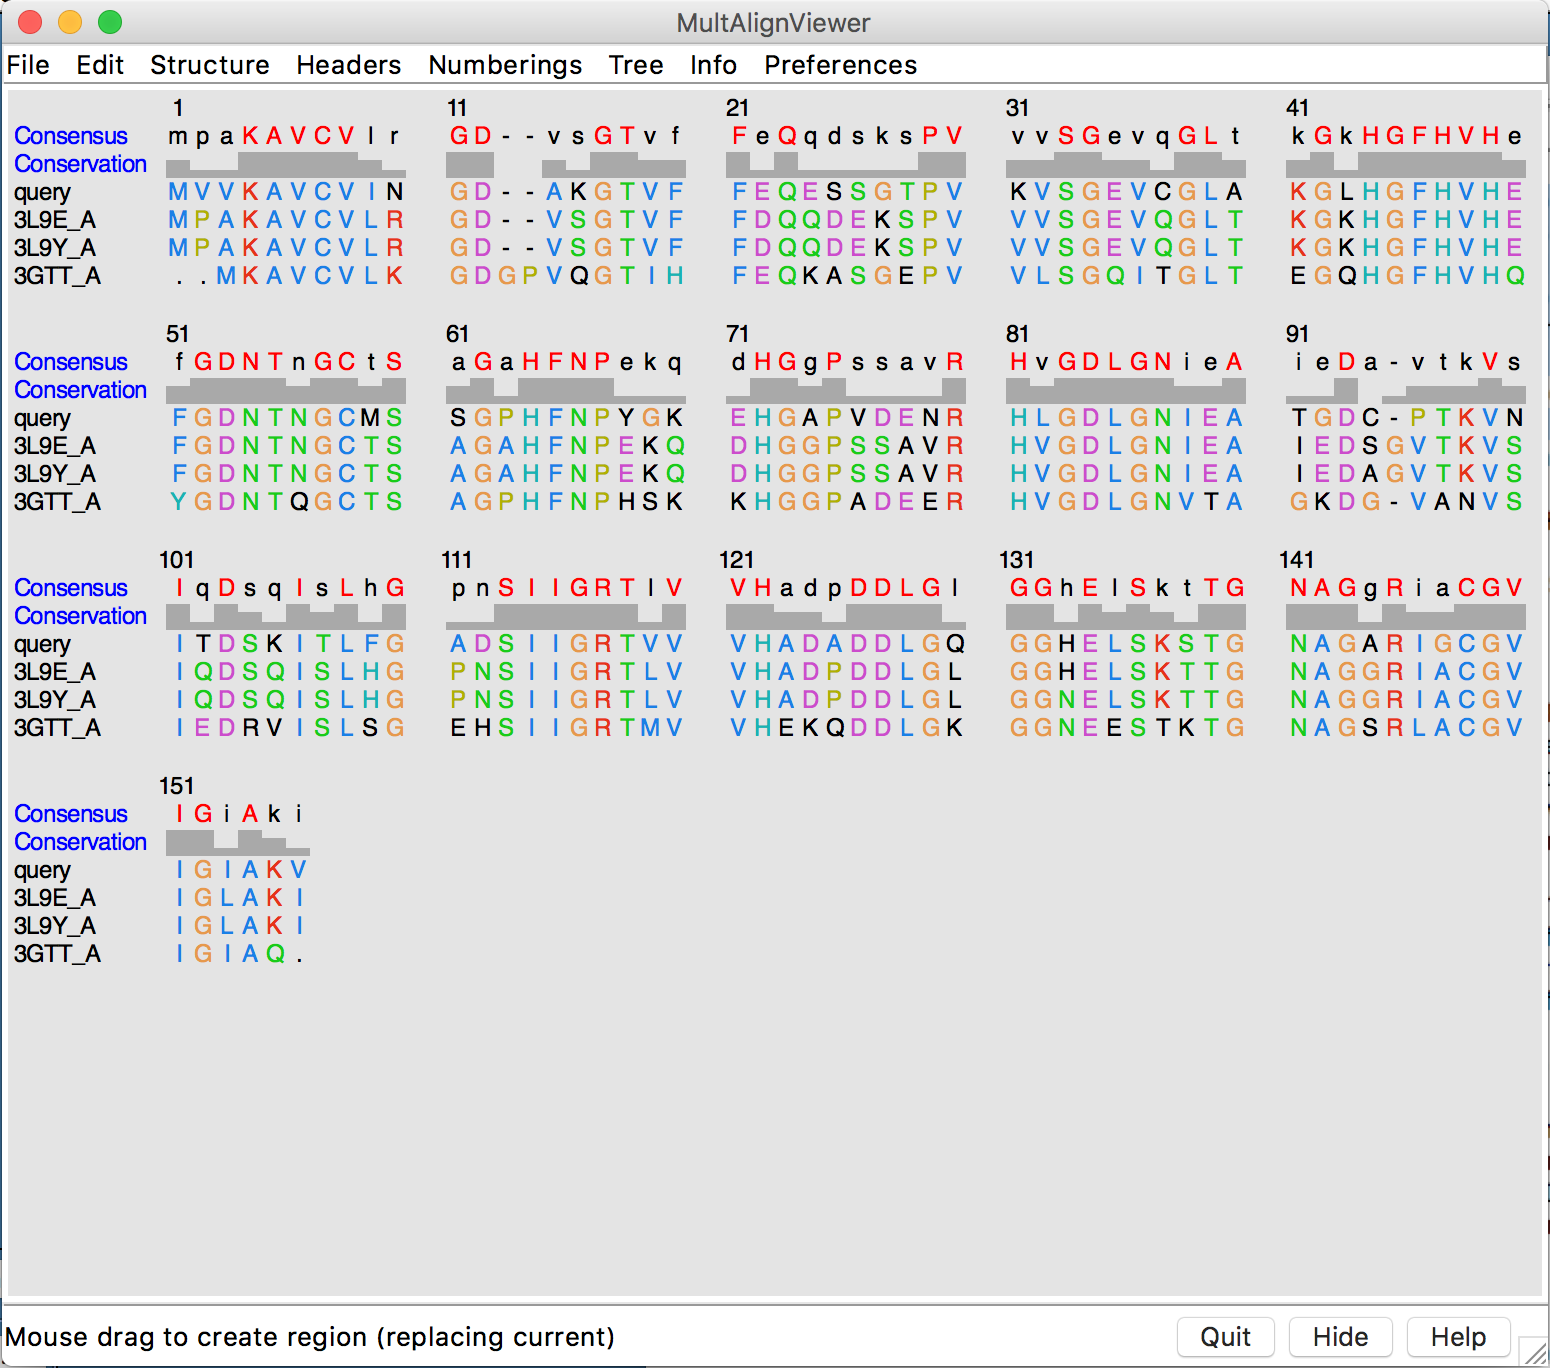 MultAlignViewer
File Edit Structure Headers Numberings Tree Info Preferences
1 11 21 31 41
Consensus mpaKAVCVlr GD--vsGTvf FeQqdsksPV vvSGevqGLt kGkHGFHVHe
Conservation
query MVVKAVCVIN GD--AKGTVF FEQESSGTPV KVSGEVCGLA KGLHGFHVHE
3L9E_A MPAKAVCVLR GD--VSGTVF FDQQDEKSPV VVSGEVQGLT KGKHGFHVHE
3L9Y_A MPAKAVCVLR GD--VSGTVF FDQQDEKSPV VVSGEVQGLT KGKHGFHVHE
3GTT_A ..MKAVCVLK GDGPVQGTIH FEQKASGEPV VLSGQITGLT EGQHGFHVHQ
51 61 71 81 91
Consensus fGDNTnGCtS aGaHFNPekq dHGgPssavR HvGDLGNieA ieDa-vtkVs
Conservation
query FGDNTNGCMS SGPHFNPYGK EHGAPVDENR HLGDLGNIEA TGDC-PTKVN
3L9E_A FGDNTNGCTS AGAHFNPEKQ DHGGPSSAVR HVGDLGNIEA IEDSGVTKVS
3L9Y_A FGDNTNGCTS AGAHFNPEKQ DHGGPSSAVR HVGDLGNIEA IEDAGVTKVS
3GTT_A YGDNTQGCTS AGPHFNPHSK KHGGPADEER HVGDLGNVTA GKDG-VANVS
101 111 121 131 141
Consensus IqDsqIsLhG pnSIIGRTlV VHadpDDLGl GGhElSktTG NAGgRiaCGV
Conservation
query ITDSKITLFG ADSIIGRTVV VHADADDLGQ GGHELSKSTG NAGARIGCGV
3L9E_A IQDSQISLHG PNSIIGRTLV VHADPDDLGL GGHELSKTTG NAGGRIACGV
3L9Y_A IQDSQISLHG PNSIIGRTLV VHADPDDLGL GGNELSKTTG NAGGRIACGV
3GTT_A IEDRVISLSG EHSIIGRTMV VHEKQDDLGK GGNEESTKTG NAGSRLACGV
151
Consensus IGiAki
Conservation
query IGIAKV
3L9E_A IGLAKI
3L9Y_A IGLAKI
3GTT_A IGIAQ.
Mouse drag to create region (replacing current) Quit Hide Help